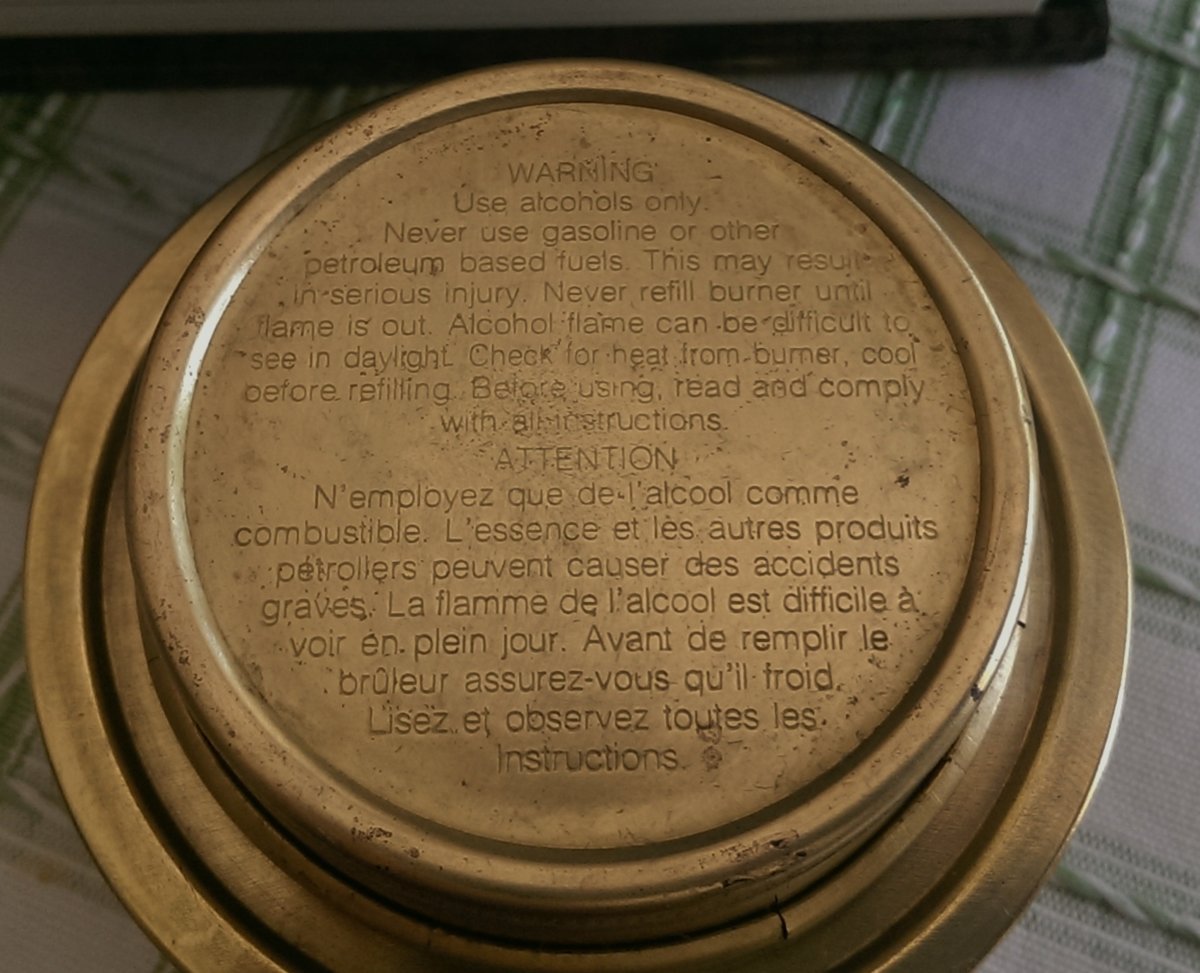 WARNING
Use alcohols only.
Never use gasoline or other
petroleum based fuels. This may result
in serious injury. Never refill burner until
flame is out. Alcohol flame can be difficult to
see in daylight. Check for heat from burner, cool
before refilling. Before using, read and comply
with all instructions.
ATTENTION
N'employez que de l'alcool comme
combustible. L'essence et les autres produits
pétroliers peuvent causer des accidents
graves. La flamme de l'alcool est difficile à
voir en plein jour. Avant de remplir le
brûleur assurez-vous qu'il froid.
Lisez et observez toutes les
Instructions.